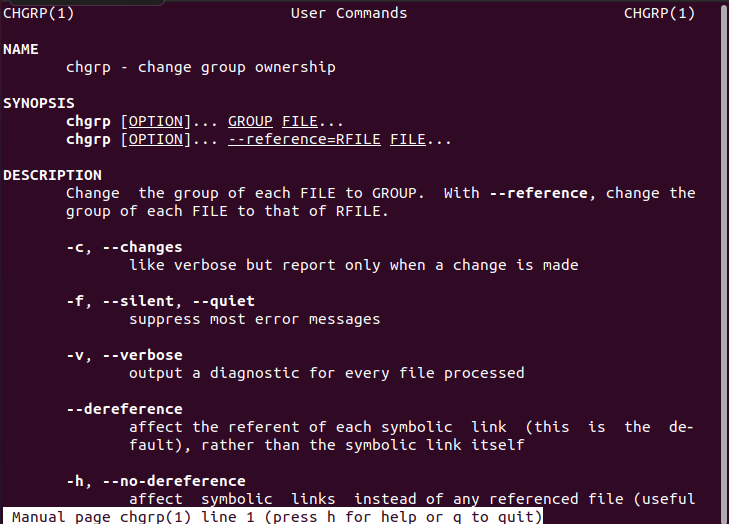 CHGRP(1) User Commands CHGRP(1)
NAME
chgrp - change group ownership
SYNOPSIS
chgrp [OPTION]... GROUP FILE...
chgrp [OPTION]... --reference=RFILE FILE...
DESCRIPTION
Change the group of each FILE to GROUP. With --reference, change the
group of each FILE to that of RFILE.
-c, --changes
like verbose but report only when a change is made
-f, --silent, --quiet
suppress most error messages
-v, --verbose
output a diagnostic for every file processed
--dereference
affect the referent of each symbolic link (this is the de-
fault), rather than the symbolic link itself
-h, --no-dereference
affect symbolic links instead of any referenced file (useful
Manual page chgrp(1) line 1 (press h for help or q to quit)